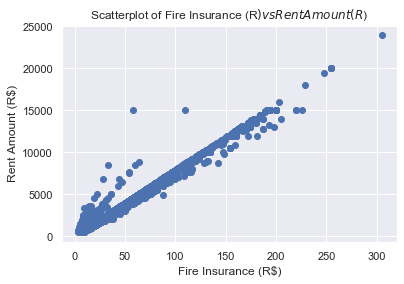 Scatterplot of Fire Insurance (R)vsRentAmount(R)
25000
20000
15000
10000
5000
0
Rent Amount (R$)
0 50 100 150 200 250 300
Fire Insurance (R$)